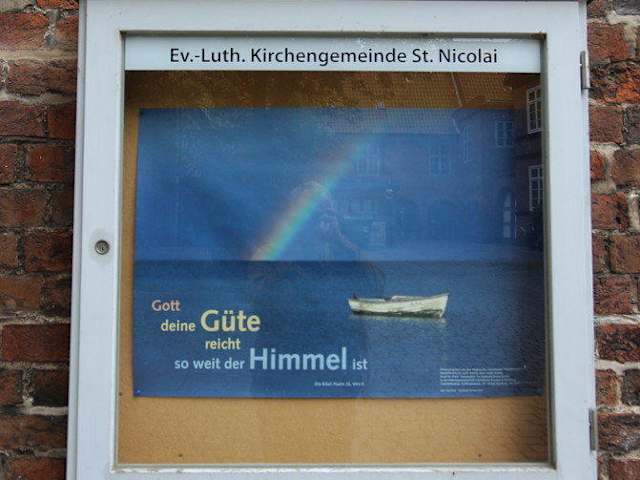 Ev.-Luth. Kirchengemeinde St. Nicolai
Gott
deine Güte
reicht
so weit der Himmel ist